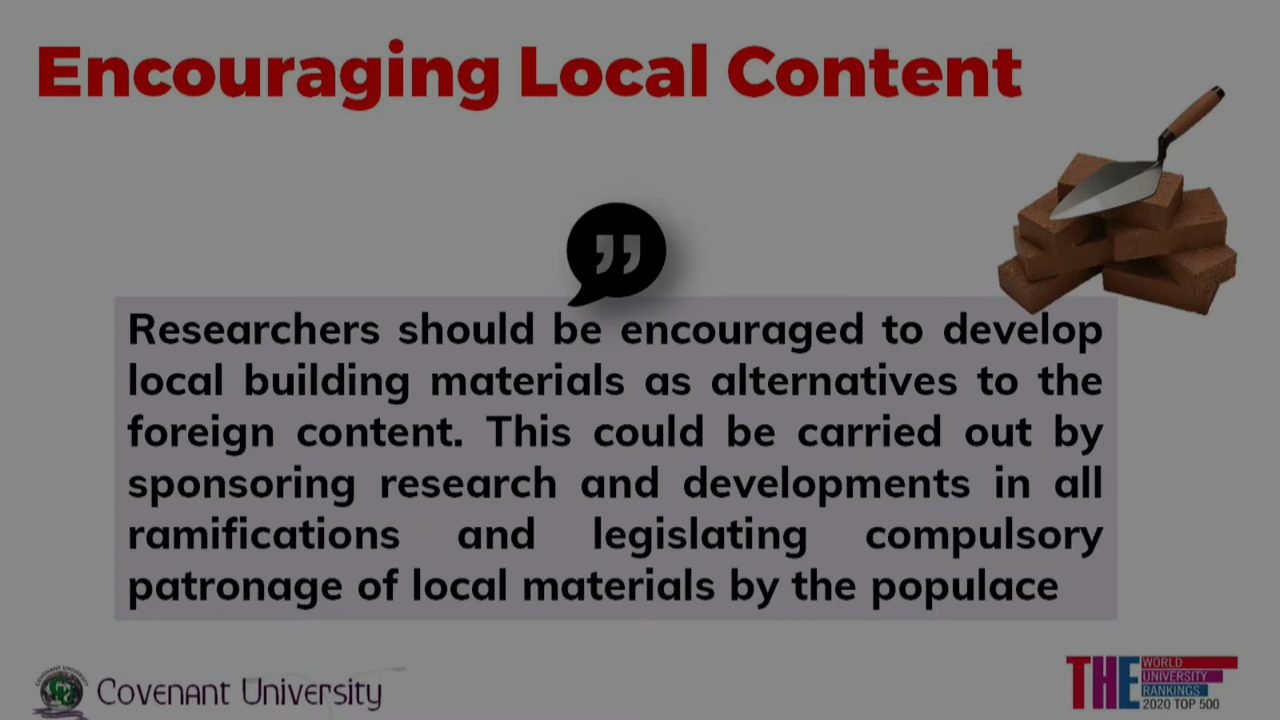 Encouraging Local Content
Researchers should be encouraged to develop
local building materials as alternatives to the
foreign content. This could be carried out by
sponsoring research and developments in all
ramifications and legislating compulsory
patronage of local materials by the populace
COVENANT UNIVERSITY
Covenant University
THE WORLD
UNIVERSITY
RANKINGS
2020 TOP 500